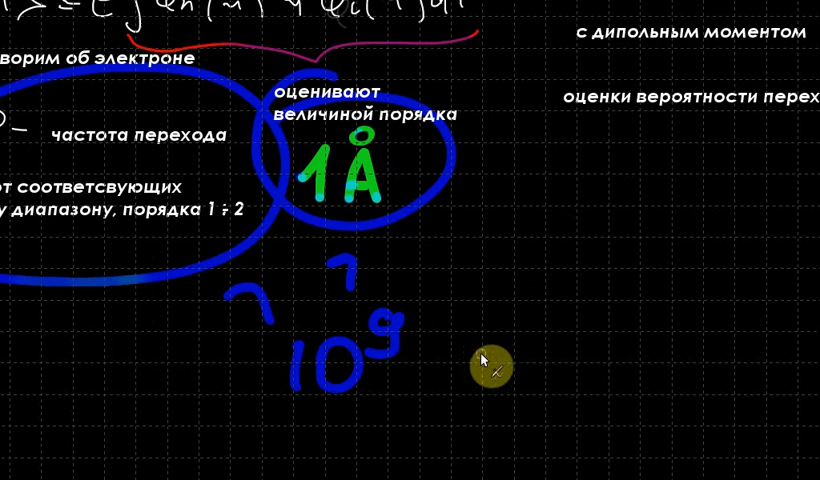 с дипольным моментом
ворим об электроне
оценивают
величиной порядка
оценки вероятности перех
частота перехода
1Å
от соответсвующих
у диапазону, порядка 1 ÷ 2
10⁹